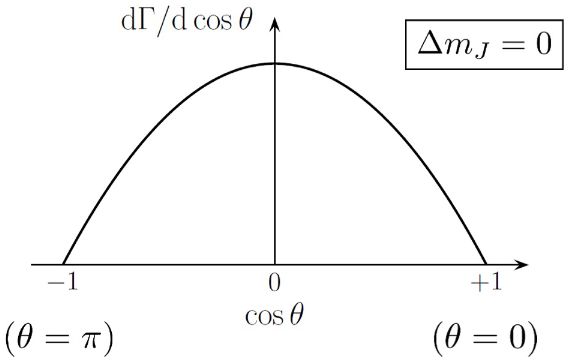 dΓ/d cos θ
Δm_J = 0
−1
0
+1
cos θ
(θ = π)
(θ = 0)